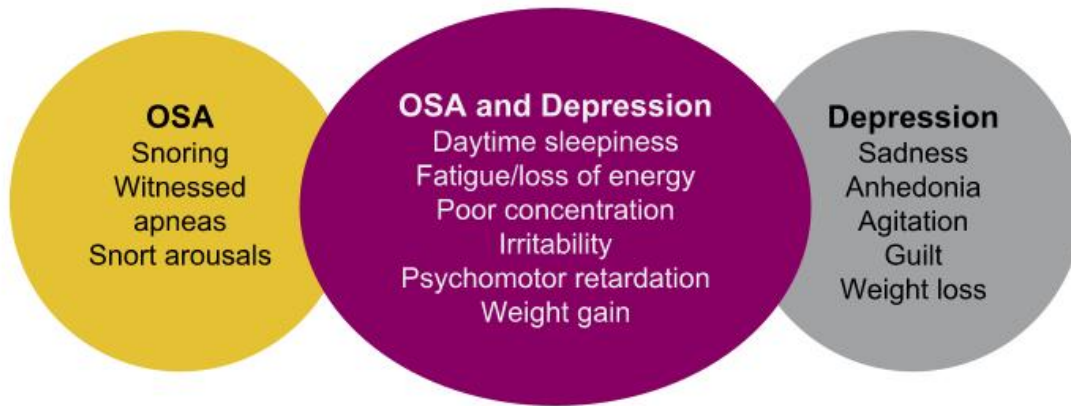 OSA
Snoring
Witnessed
apneas
Snort arousals
OSA and Depression
Daytime sleepiness
Fatigue/loss of energy
Poor concentration
Irritability
Psychomotor retardation
Weight gain
Depression
Sadness
Anhedonia
Agitation
Guilt
Weight loss